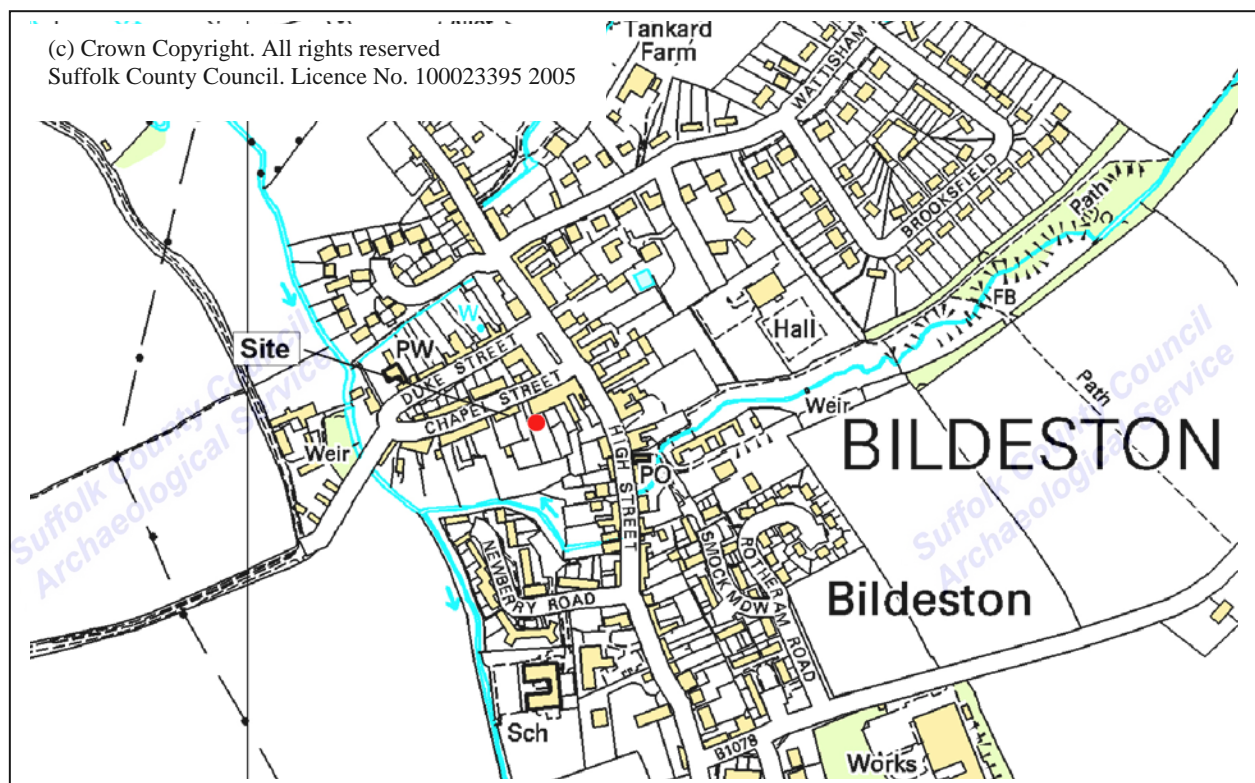 (c) Crown Copyright. All rights reserved
Suffolk County Council. Licence No. 100023395 2005
Tankard
Farm
WATTISHAM
BROOKSFIELD
Path
FB
Hall
W
PW
Site
DUKE STREET
CHAPEL STREET
HIGH STREET
Weir
Weir
Path
BILDESTON
PO
Suffolk County Council
Archaeological Service
Suffolk County Council
Archaeological Service
NEWBERRY ROAD
SMOCK MDW
ROTHERAM ROAD
Bildeston
Sch
B1078
Works